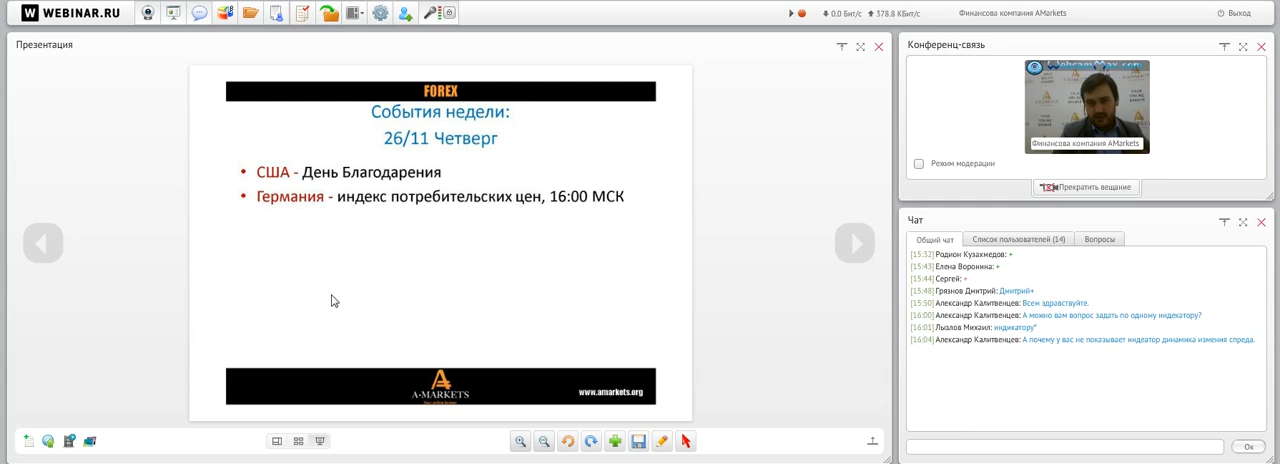 W WEBINAR.RU
0.0 Бит/с
378.8 КБит/с
Финансова компания AMarkets
Выход
Презентация
FOREX
События недели:
26/11 Четверг
• США - День Благодарения
• Германия - индекс потребительских цен, 16:00 МСК
A-MARKETS
www.amarkets.org
Конференц-связь
WebcamMax.com
Финансова компания AMarkets
Режим модерации
Прекратить вещание
Чат
Общий чат
Список пользователей (14)
Вопросы
[15:32] Родион Кузахмедов: +
[15:43] Елена Воронина: +
[15:44] Сергей: +
[15:48] Грязнов Дмитрий: Дмитрий+
[15:50] Александр Калитвенцев: Всем здравствуйте.
[16:00] Александр Калитвенцев: А можно вам вопрос задать по одному индекатору?
[16:01] Лызлов Михаил: индикатору*
[16:04] Александр Калитвенцев: А почему у вас не показывает индеатор динамика измения спреда.
Ок